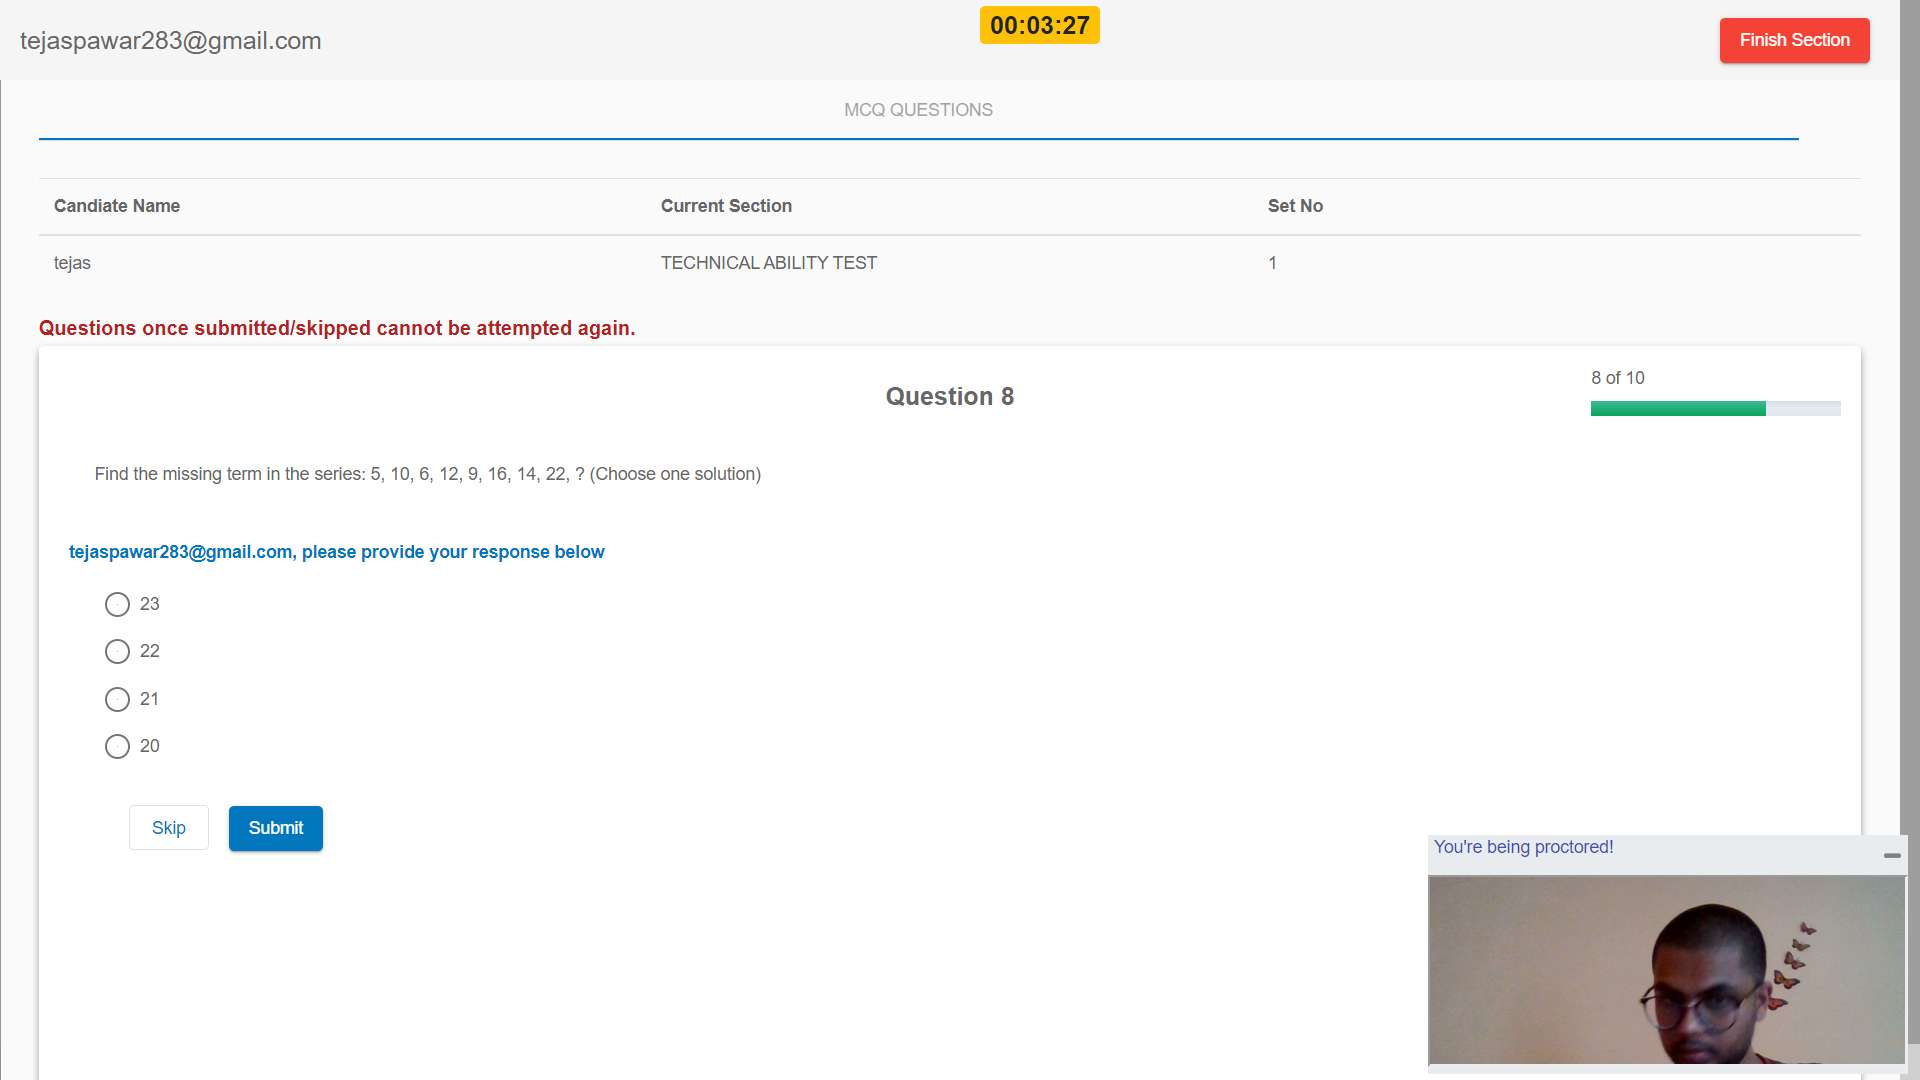 tejaspawar283@gmail.com
00:03:27
Finish Section
MCQ QUESTIONS
Candiate Name Current Section Set No
tejas TECHNICAL ABILITY TEST 1
Questions once submitted/skipped cannot be attempted again.
8 of 10
Question 8
Find the missing term in the series: 5, 10, 6, 12, 9, 16, 14, 22, ? (Choose one solution)
tejaspawar283@gmail.com, please provide your response below
23
22
21
20
Skip Submit
You're being proctored!